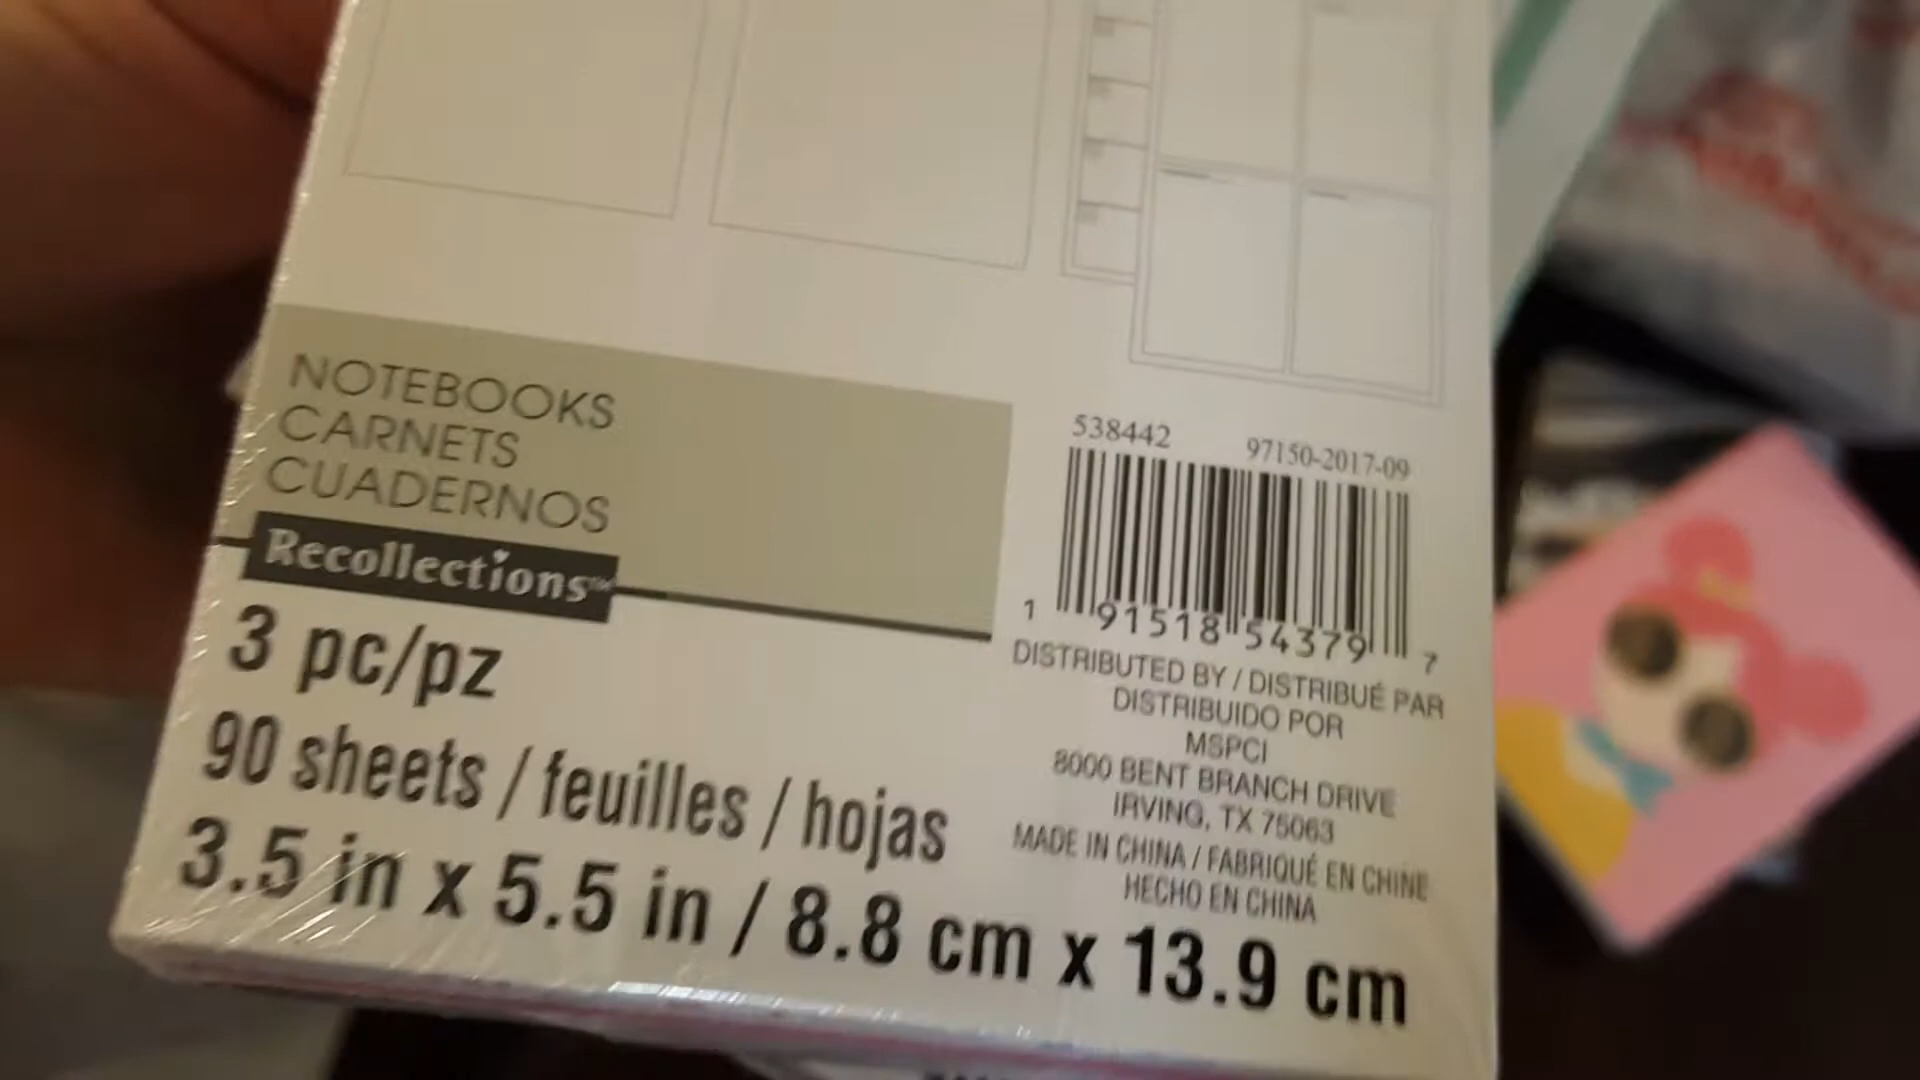 NOTEBOOKS
CARNETS
CUADERNOS
Recollections™
3 pc/pz
90 sheets / feuilles / hojas
3.5 in x 5.5 in / 8.8 cm x 13.9 cm
538442 97150-2017-09
1 91518 54379 7
DISTRIBUTED BY / DISTRIBUÉ PAR
DISTRIBUIDO POR
MSPCI
8000 BENT BRANCH DRIVE
IRVING, TX 75063
MADE IN CHINA / FABRIQUÉ EN CHINE
HECHO EN CHINA